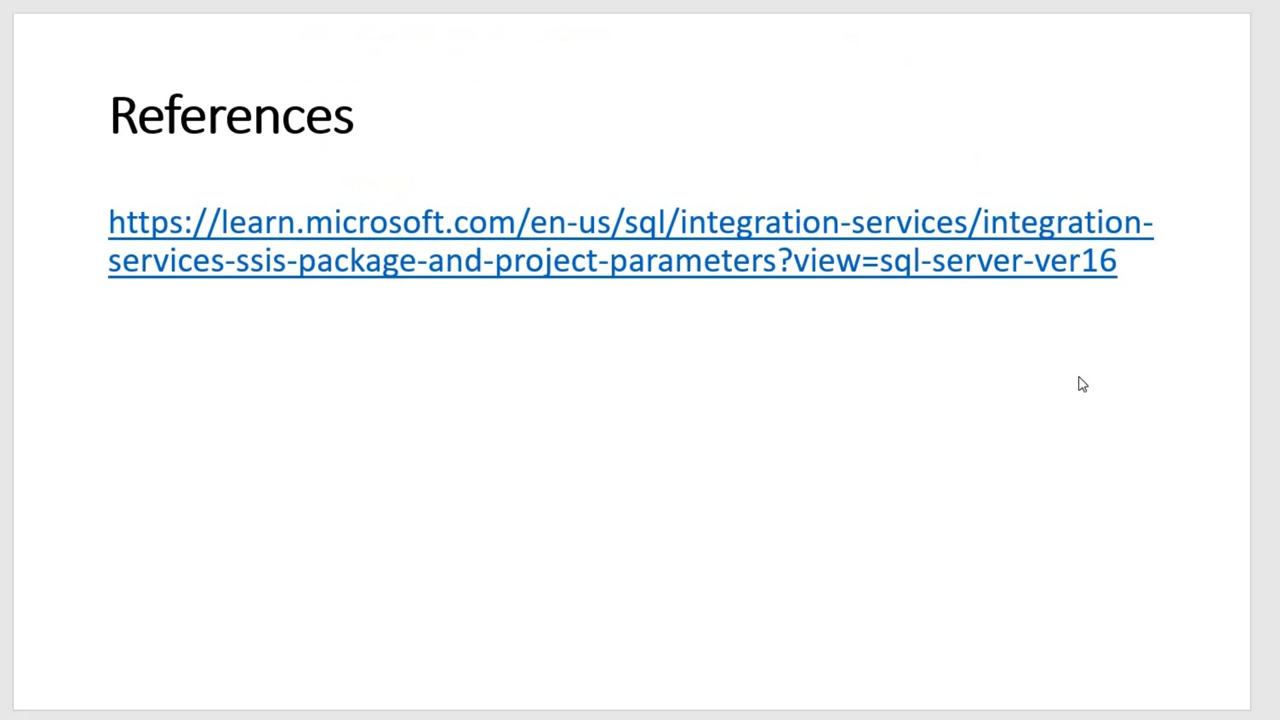 References
https://learn.microsoft.com/en-us/sql/integration-services/integration-
services-ssis-package-and-project-parameters?view=sql-server-ver16